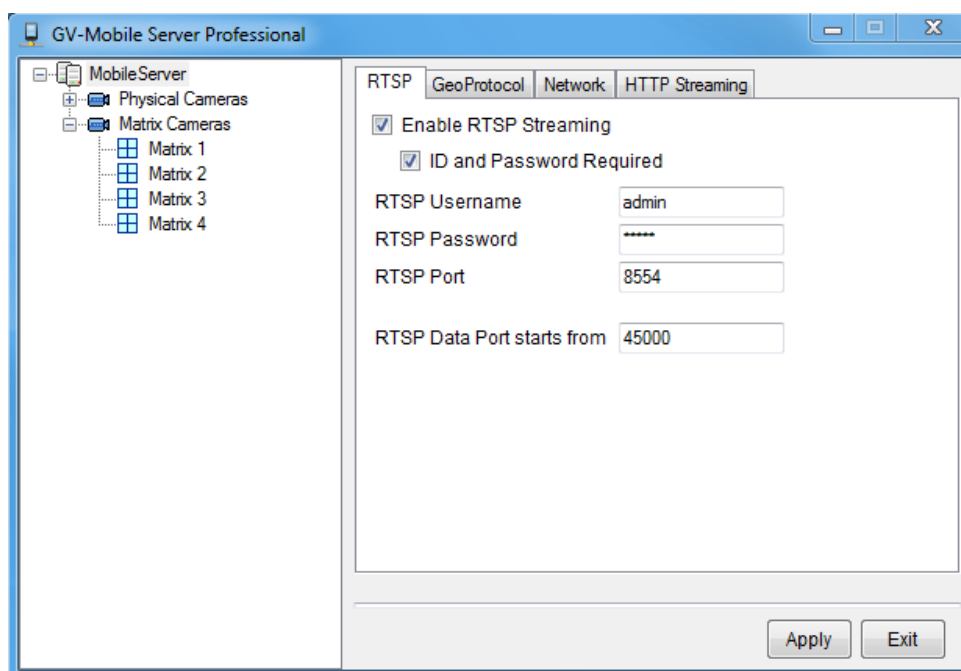 GV-Mobile Server Professional
MobileServer
Physical Cameras
Matrix Cameras
Matrix 1
Matrix 2
Matrix 3
Matrix 4
RTSP GeoProtocol Network HTTP Streaming
Enable RTSP Streaming
ID and Password Required
RTSP Username admin
RTSP Password *****
RTSP Port 8554
RTSP Data Port starts from 45000
Apply Exit